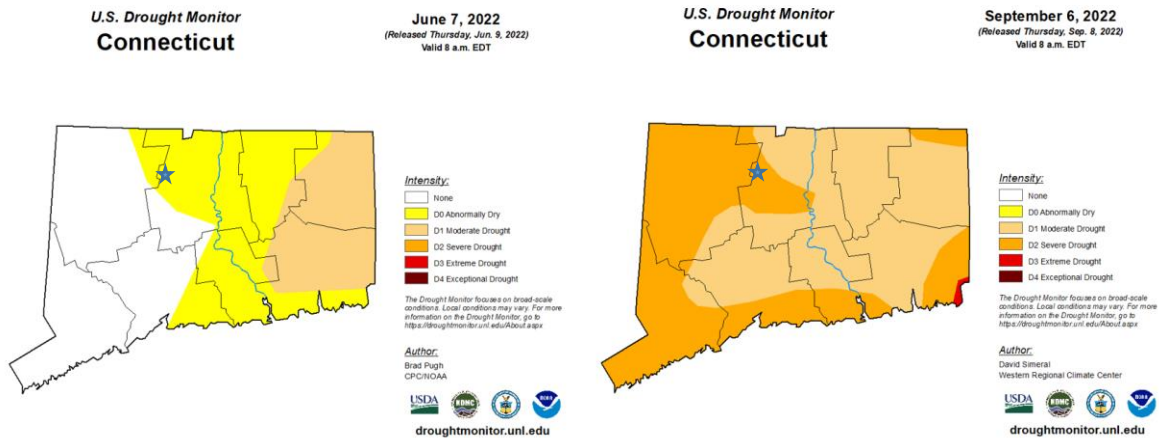 U.S. Drought Monitor
Connecticut
June 7, 2022
(Released Thursday, Jun. 9, 2022)
Valid 8 a.m. EDT
Intensity:
None
D0 Abnormally Dry
D1 Moderate Drought
D2 Severe Drought
D3 Extreme Drought
D4 Exceptional Drought
The Drought Monitor focuses on broad-scale
conditions. Local conditions may vary. For more
information on the Drought Monitor, go to
https://droughtmonitor.unl.edu/About.aspx
Author:
Brad Pugh
CPC/NOAA
USDA
NDMC
NOAA
droughtmonitor.unl.edu
U.S. Drought Monitor
Connecticut
September 6, 2022
(Released Thursday, Sep. 8, 2022)
Valid 8 a.m. EDT
Intensity:
None
D0 Abnormally Dry
D1 Moderate Drought
D2 Severe Drought
D3 Extreme Drought
D4 Exceptional Drought
The Drought Monitor focuses on broad-scale
conditions. Local conditions may vary. For more
information on the Drought Monitor, go to
https://droughtmonitor.unl.edu/About.aspx
Author:
David Simeral
Western Regional Climate Center
USDA
NDMC
NOAA
droughtmonitor.unl.edu